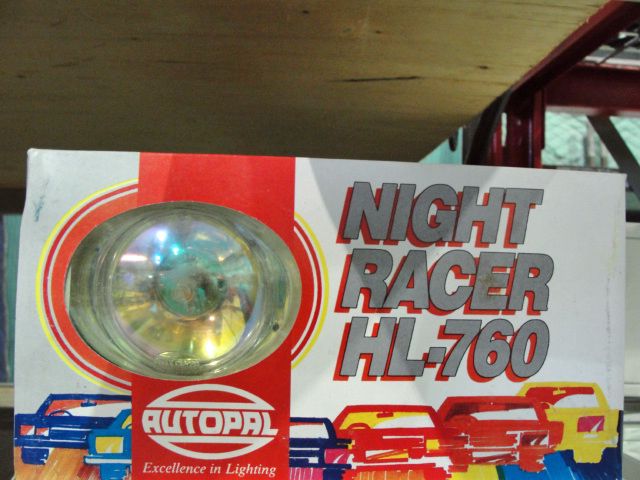 NIGHT
RACER
HL-760
AUTOPAL
Excellence in Lighting